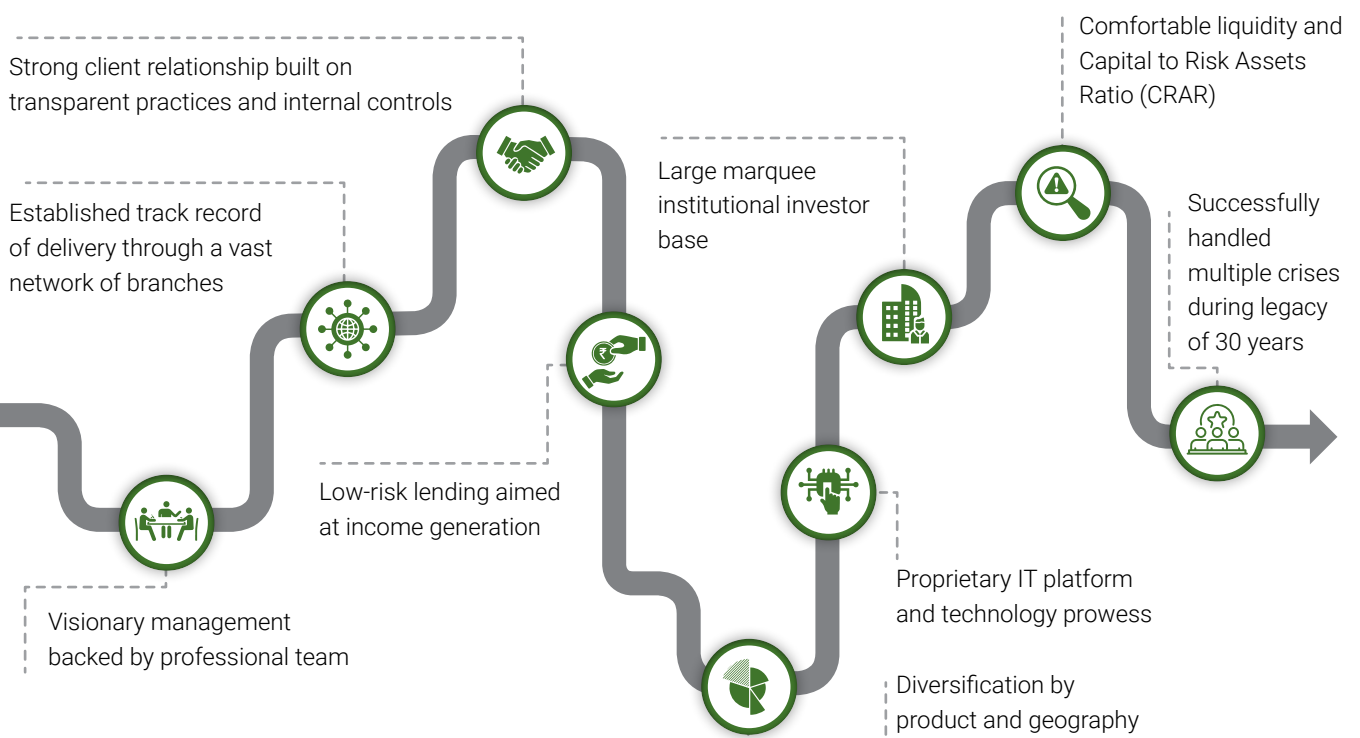 Strong client relationship built on
transparent practices and internal controls
Established track record
of delivery through a vast
network of branches
Visionary management
backed by professional team
Low-risk lending aimed
at income generation
Large marquee
institutional investor
base
Comfortable liquidity and
Capital to Risk Assets
Ratio (CRAR)
Successfully
handled
multiple crises
during legacy
of 30 years
Proprietary IT platform
and technology prowess
Diversification by
product and geography
₹